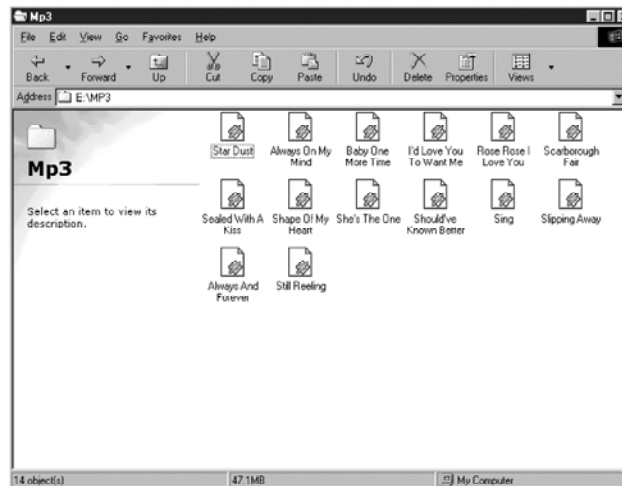 Mp3
File Edit View Go Favorites Help
Back Forward Up Cut Copy Paste Undo Delete Properties Views
Address E:\MP3
Mp3
Select an item to view its
description.
Star Dust Always On My Baby One I'd Love You Rose Rose I Scarborough
Mind More Time To Want Me Love You Fair
Sealed With A Shape Of My She's The One Should've Sing Slipping Away
Kiss Heart Known Better
Always And Still Reeling
Forever
14 object(s) 47.1MB My Computer